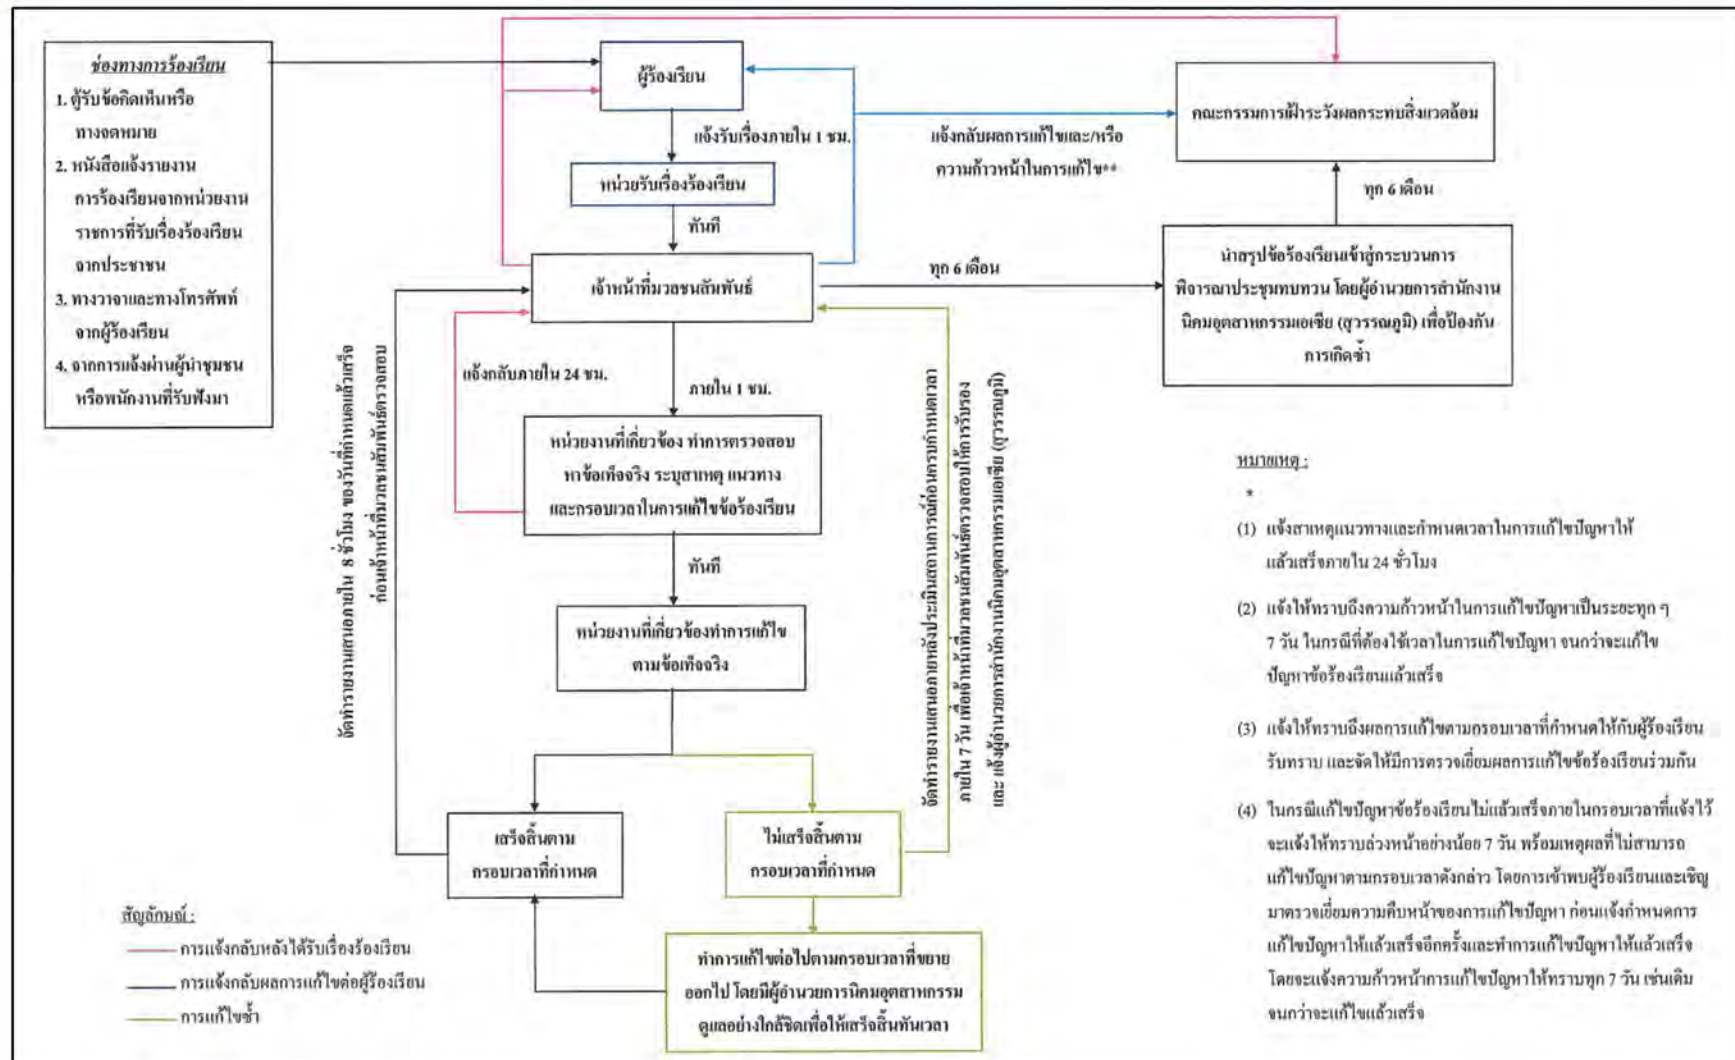 ช่องทางการร้องเรียน
1. ตู้รับข้อคิดเห็นหรือ
ทางจดหมาย
2. หนังสือแจ้งรายงาน
การร้องเรียนจากหน่วยงาน
ราชการที่รับเรื่องร้องเรียน
จากประชาชน
3. ทางวาจาและทางโทรศัพท์
จากผู้ร้องเรียน
4. จากการแจ้งผ่านผู้นำชุมชน
หรือพนักงานที่รับฟังมา
ผู้ร้องเรียน
แจ้งรับเรื่องภายใน 1 ชม.
หน่วยรับเรื่องร้องเรียน
ทันที
เจ้าหน้าที่มวลชนสัมพันธ์
แจ้งกลับผลการแก้ไขและ/หรือ
ความก้าวหน้าในการแก้ไข**
คณะกรรมการเฝ้าระวังผลกระทบสิ่งแวดล้อม
ทุก 6 เดือน
ทุก 6 เดือน
นำสรุปข้อร้องเรียนเข้าสู่กระบวนการ
พิจารณาประชุมทบทวน โดยผู้อำนวยการสำนักงาน
นิคมอุตสาหกรรมเอเซีย (สุวรรณภูมิ) เพื่อป้องกัน
การเกิดซ้ำ
แจ้งกลับภายใน 24 ชม.
ภายใน 1 ชม.
หน่วยงานที่เกี่ยวข้อง ทำการตรวจสอบ
หาข้อเท็จจริง ระบุสาเหตุ แนวทาง
และกรอบเวลาในการแก้ไขข้อร้องเรียน
ทันที
หน่วยงานที่เกี่ยวข้องทำการแก้ไข
ตามข้อเท็จจริง
จัดทำรายงานเสนอภายใน 8 ชั่วโมง ของวันที่กำหนดแล้วเสร็จ
ก่อนเจ้าหน้าที่มวลชนสัมพันธ์ตรวจสอบ
จัดทำรายงานเสนอภายหลังประเมินสถานการณ์ก่อนครบกำหนดเวลา
ภายใน 7 วัน เพื่อเจ้าหน้าที่มวลชนสัมพันธ์ตรวจสอบให้การรับรอง
และ แจ้งผู้อำนวยการสำนักงานนิคมอุตสาหกรรมเอเซีย (สุวรรณภูมิ)
เสร็จสิ้นตาม
กรอบเวลาที่กำหนด
ไม่เสร็จสิ้นตาม
กรอบเวลาที่กำหนด
ทำการแก้ไขต่อไปตามกรอบเวลาที่ขยาย
ออกไป โดยมีผู้อำนวยการนิคมอุตสาหกรรม
ดูแลอย่างใกล้ชิดเพื่อให้เสร็จสิ้นทันเวลา
สัญลักษณ์ :
การแจ้งกลับหลังได้รับเรื่องร้องเรียน
การแจ้งกลับผลการแก้ไขต่อผู้ร้องเรียน
การแก้ไขซ้ำ
หมายเหตุ :
*
(1) แจ้งสาเหตุแนวทางและกำหนดเวลาในการแก้ไขปัญหาให้
แล้วเสร็จภายใน 24 ชั่วโมง
(2) แจ้งให้ทราบถึงความก้าวหน้าในการแก้ไขปัญหาเป็นระยะทุก ๆ
7 วัน ในกรณีที่ต้องใช้เวลาในการแก้ไขปัญหา จนกว่าจะแก้ไข
ปัญหาข้อร้องเรียนแล้วเสร็จ
(3) แจ้งให้ทราบถึงผลการแก้ไขตามกรอบเวลาที่กำหนดให้กับผู้ร้องเรียน
รับทราบ และจัดให้มีการตรวจเยี่ยมผลการแก้ไขข้อร้องเรียนร่วมกัน
(4) ในกรณีแก้ไขปัญหาข้อร้องเรียนไม่แล้วเสร็จภายในกรอบเวลาที่แจ้งไว้
จะแจ้งให้ทราบล่วงหน้าอย่างน้อย 7 วัน พร้อมเหตุผลที่ไม่สามารถ
แก้ไขปัญหาตามกรอบเวลาดังกล่าว โดยการเข้าพบผู้ร้องเรียนและเชิญ
มาตรวจเยี่ยมความคืบหน้าของการแก้ไขปัญหา ก่อนแจ้งกำหนดการ
แก้ไขปัญหาให้แล้วเสร็จอีกครั้งและทำการแก้ไขปัญหาให้แล้วเสร็จ
โดยจะแจ้งความก้าวหน้าการแก้ไขปัญหาให้ทราบทุก 7 วัน เช่นเดิม
จนกว่าจะแก้ไขแล้วเสร็จ